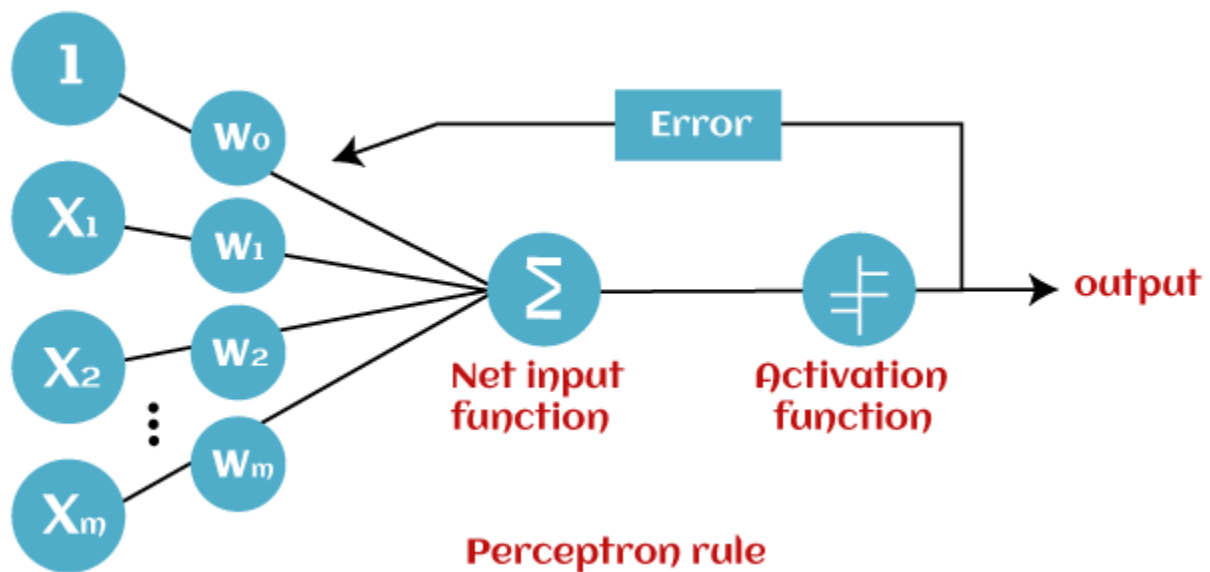 1
W0
Error
X1
W1
Σ
output
X2
W2
Net input
function
Activation
function
Xm
Wm
Perceptron rule